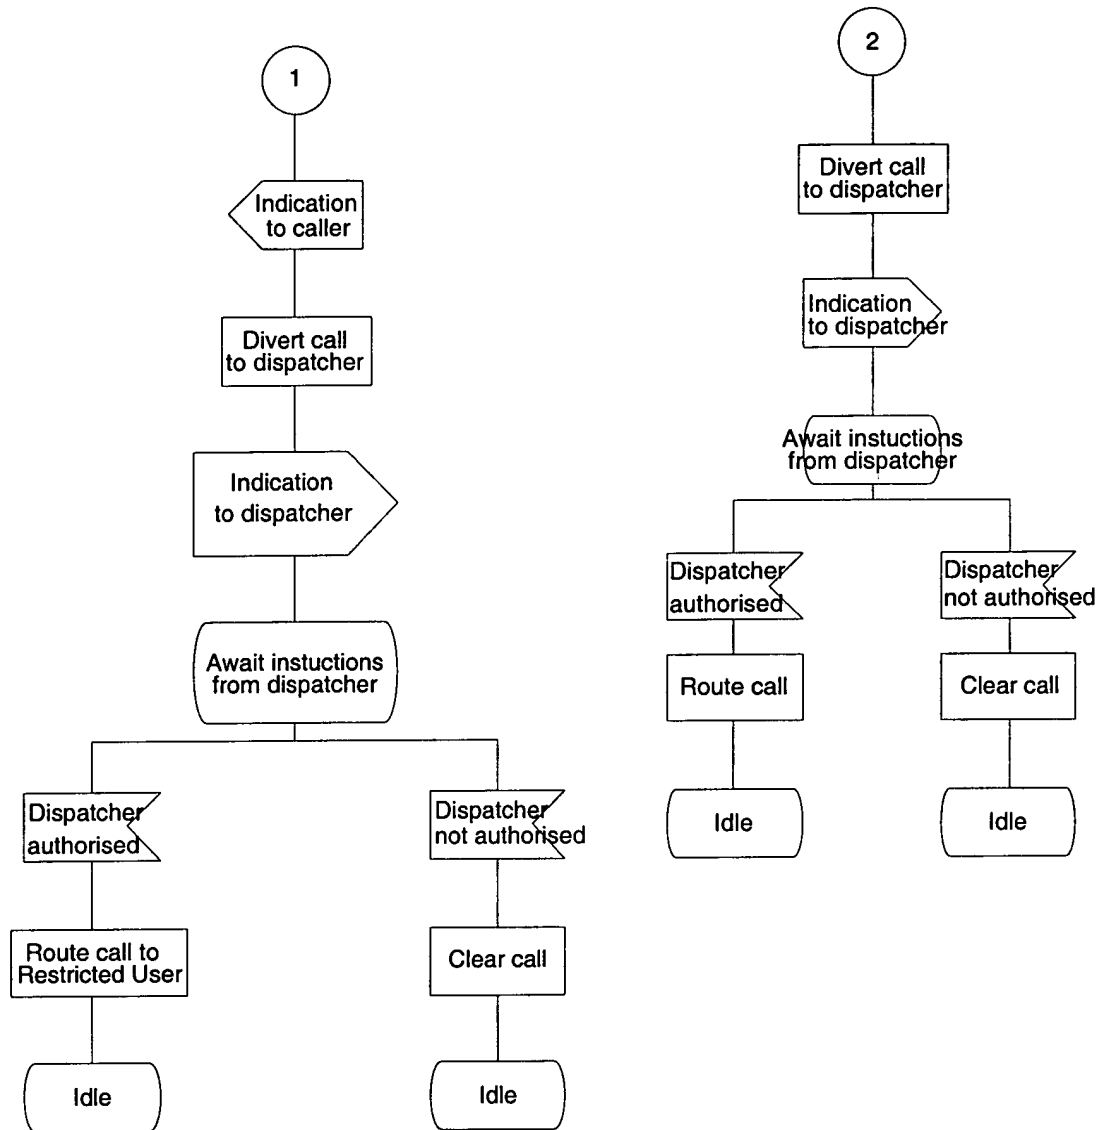 1
Indication
to caller
Divert call
to dispatcher
Indication
to dispatcher
Await instuctions
from dispatcher
Dispatcher
authorised
Route call to
Restricted User
Idle
Dispatcher
not authorised
Clear call
Idle
2
Divert call
to dispatcher
Indication
to dispatcher
Await instuctions
from dispatcher
Dispatcher
authorised
Route call
Idle
Dispatcher
not authorised
Clear call
Idle